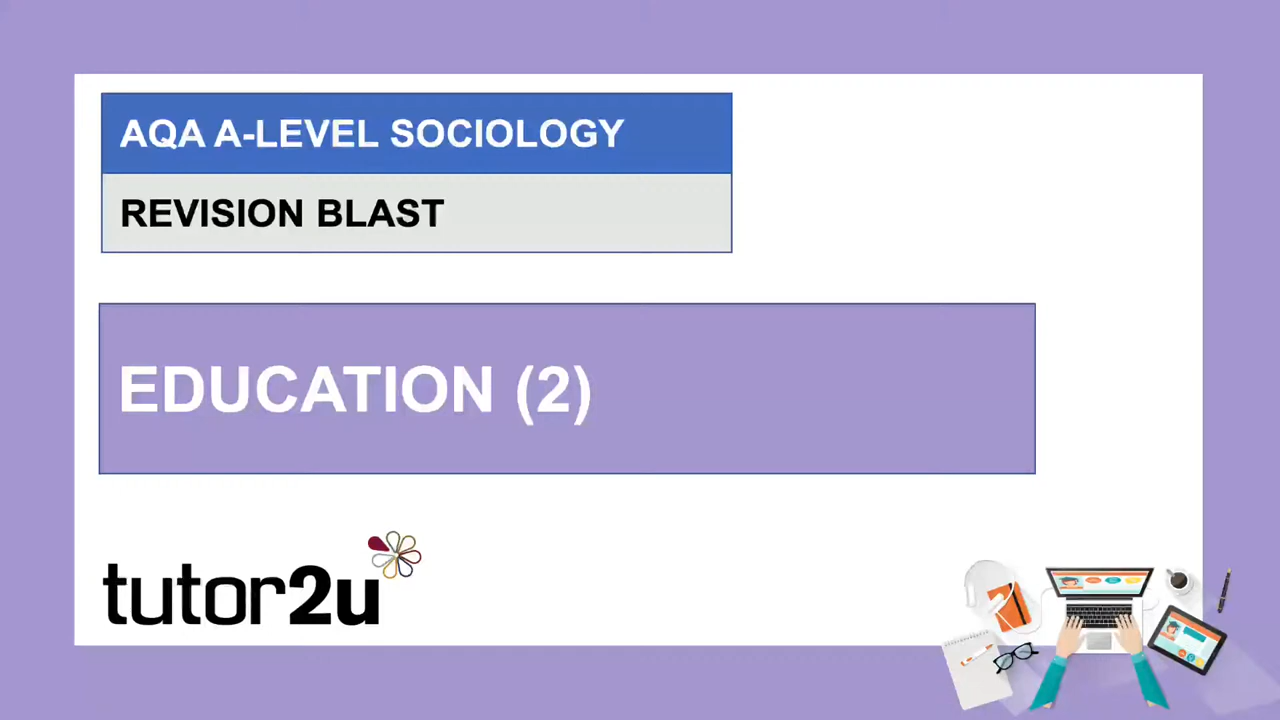 AQA A-LEVEL SOCIOLOGY
REVISION BLAST
EDUCATION (2)
tutor2u